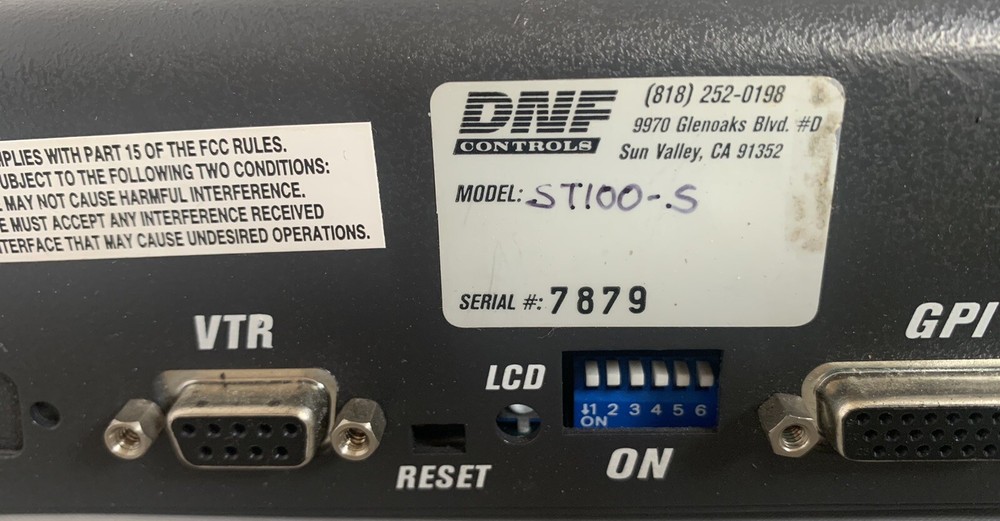 MPLIES WITH PART 15 OF THE FCC RULES.
UBJECT TO THE FOLLOWING TWO CONDITIONS:
MAY NOT CAUSE HARMFUL INTERFERENCE.
E MUST ACCEPT ANY INTERFERENCE RECEIVED
TERFACE THAT MAY CAUSE UNDESIRED OPERATIONS.
DNF
CONTROLS
(818) 252-0198
9970 Glenoaks Blvd. #D
Sun Valley, CA 91352
MODEL: ST100-S
SERIAL #: 7879
VTR
GPI
LCD
↓1 2 3 4 5 6
ON
RESET
ON